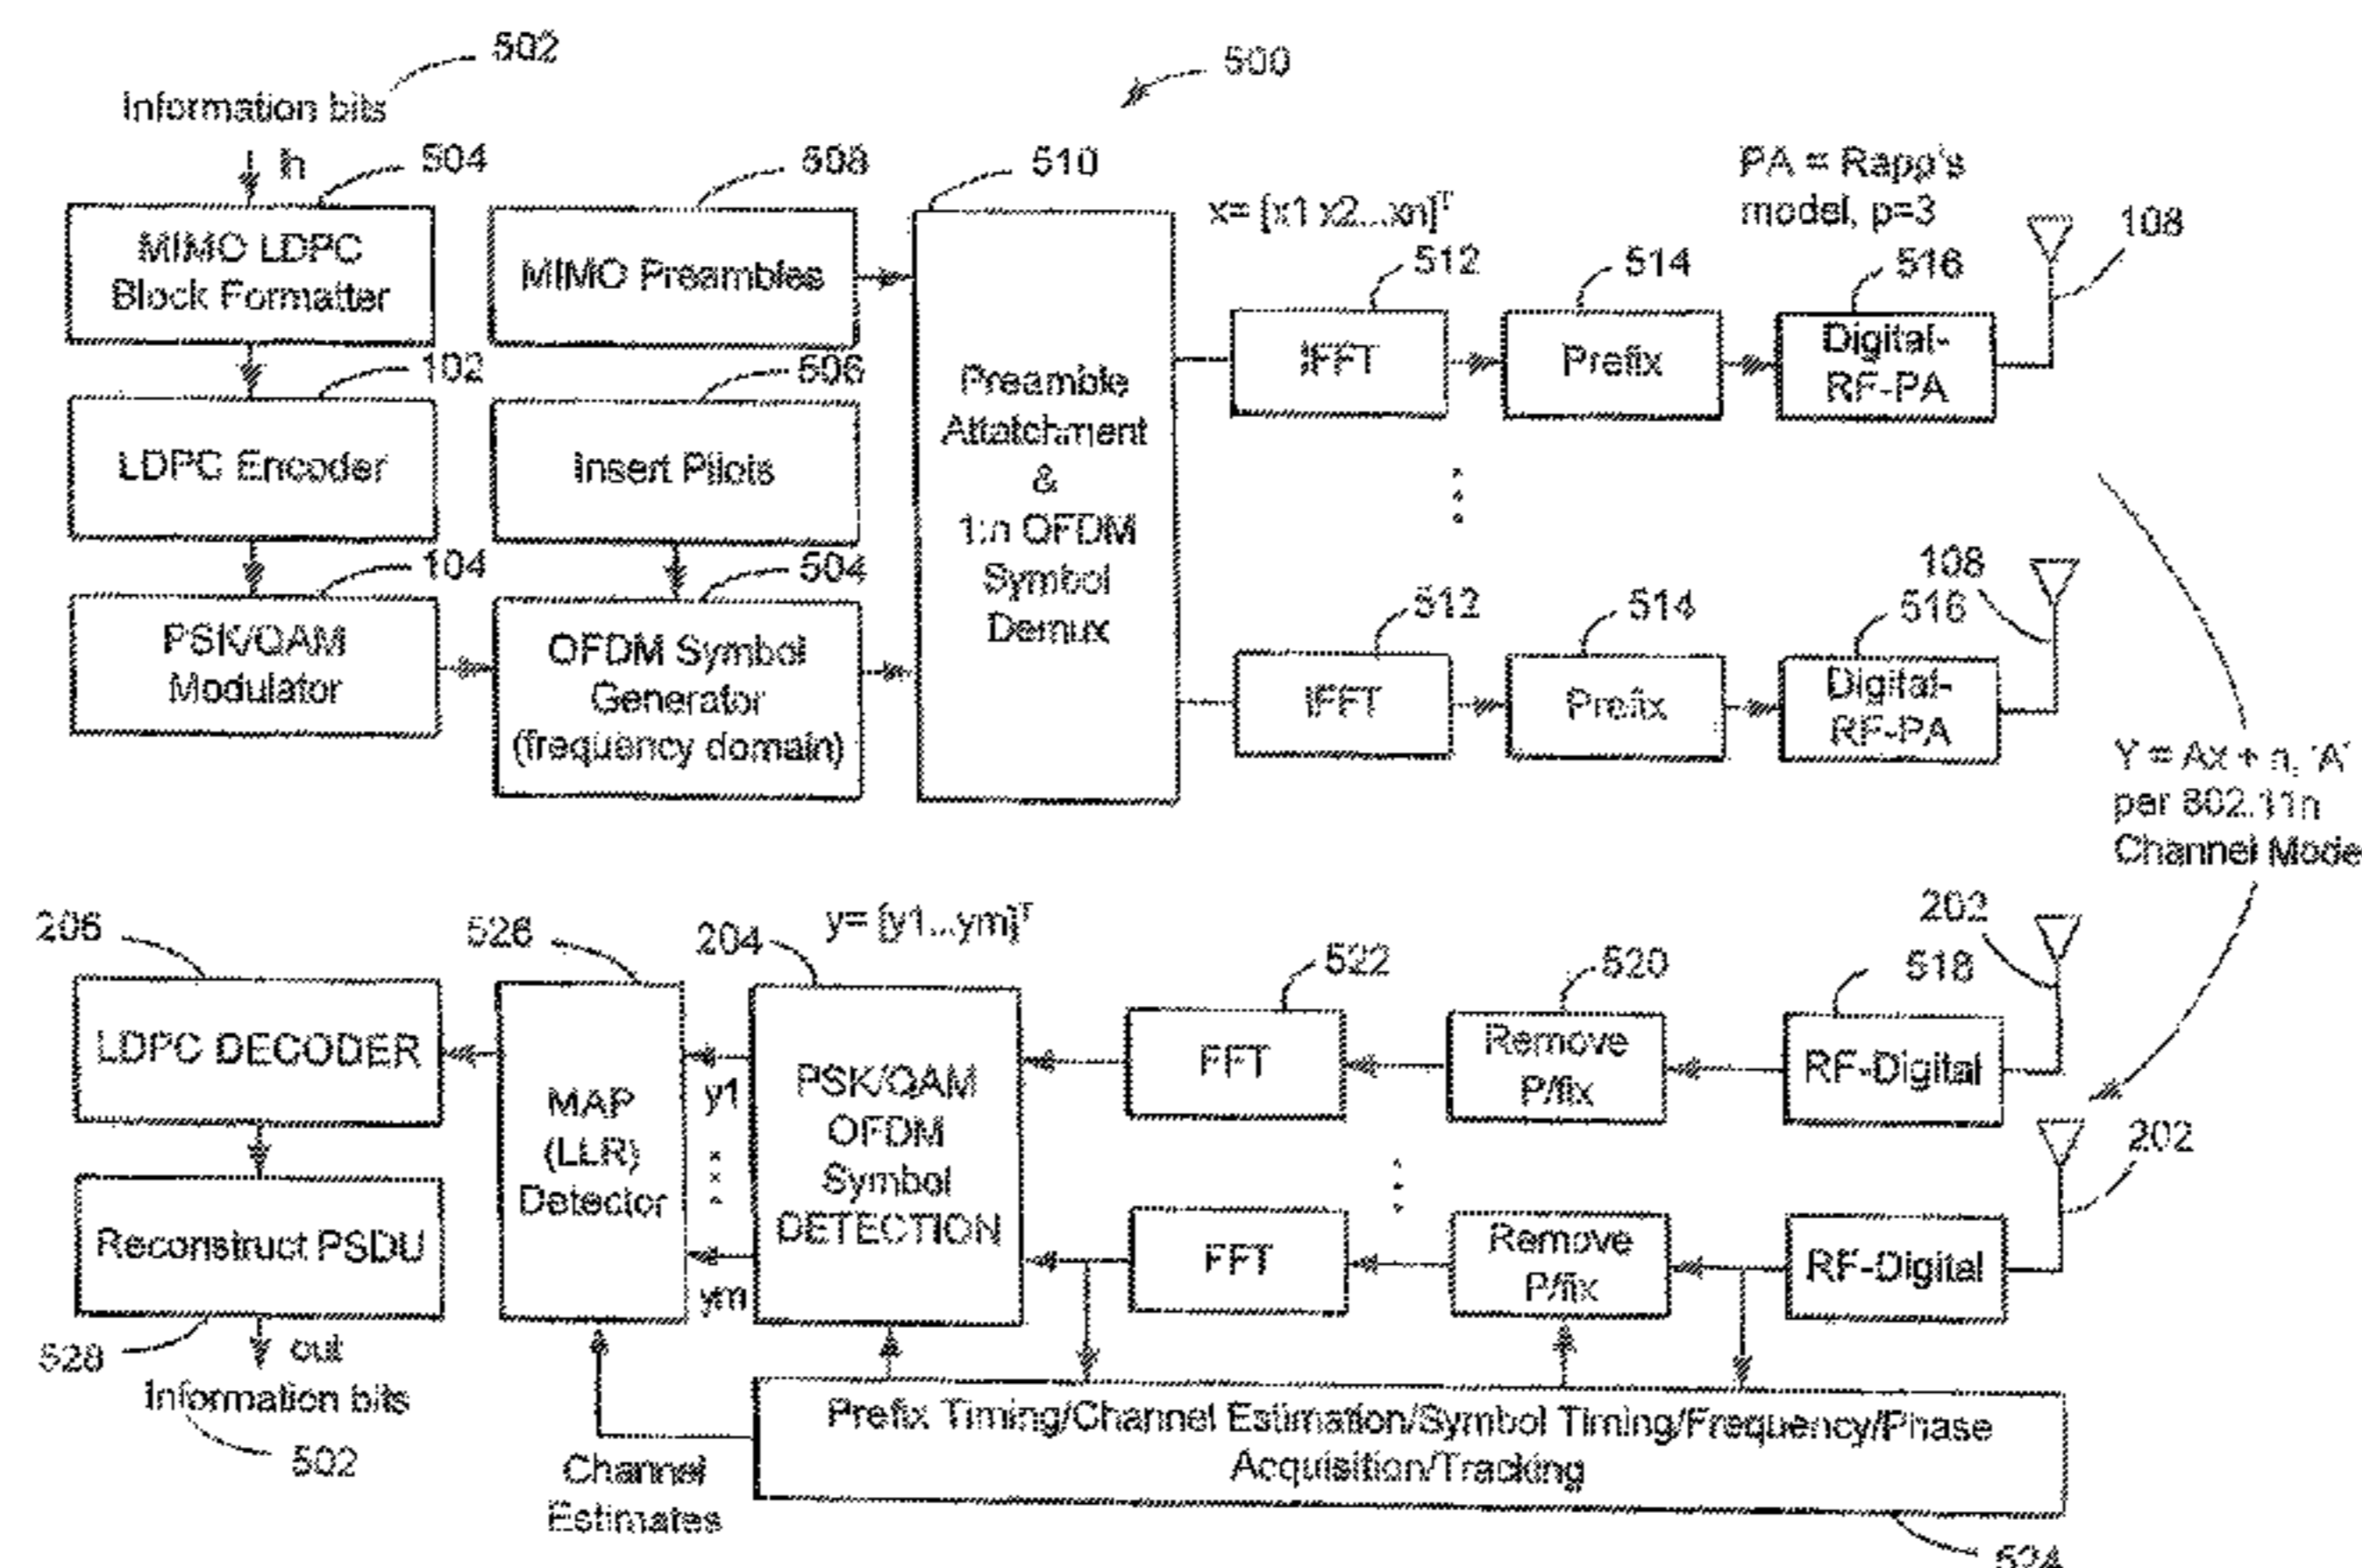 502
500
Information bits
In
504
508
510
MIMO LDPC
Block Formatter
MIMO Preambles
x= [x1 x2...xn]T
PA = Rapp's
model, p=3
108
512
514
516
102
506
Preamble
Attatchment
&
1:n OFDM
Symbol
Demux
IFFT
Prefix
Digital-
RF-PA
LDPC Encoder
Insert Pilots
104
504
108
512
514
516
PSK/QAM
Modulator
OFDM Symbol
Generator
(frequency domain)
IFFT
Prefix
Digital-
RF-PA
Y = Ax + n, 'A'
per 802.11n
Channel Mode
206
526
204
y= [y1...ym]T
522
520
518
202
LDPC DECODER
MAP
(LLR)
Detector
y1
ym
PSK/QAM
OFDM
Symbol
DETECTION
FFT
Remove
P/fix
RF-Digital
202
Reconstruct PSDU
FFT
Remove
P/fix
RF-Digital
528
out
Information bits
502
Channel
Estimates
Prefix Timing/Channel Estimation/Symbol Timing/Frequency/Phase
Acquisition/Tracking
524